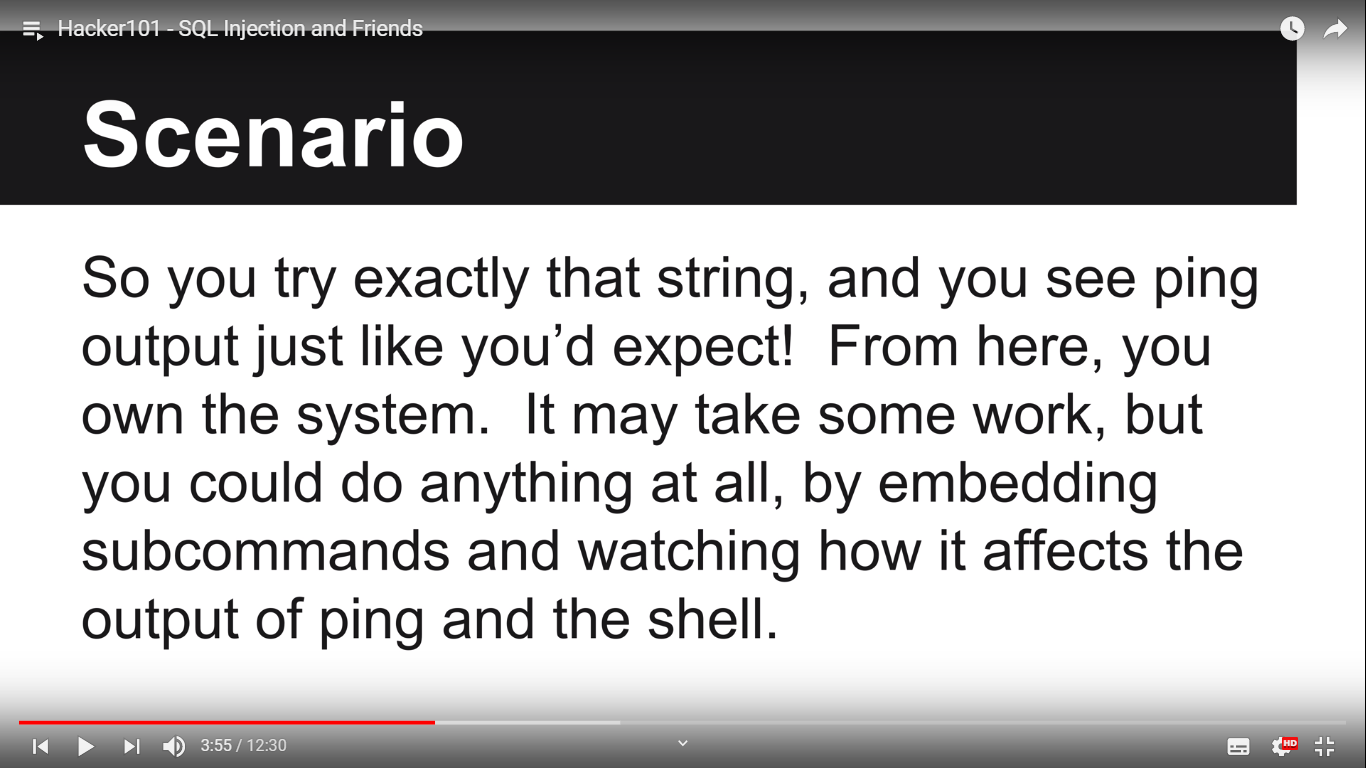 Hacker101 - SQL Injection and Friends
Scenario
So you try exactly that string, and you see ping
output just like you’d expect!  From here, you
own the system.  It may take some work, but
you could do anything at all, by embedding
subcommands and watching how it affects the
output of ping and the shell.
3:55 / 12:30
HD